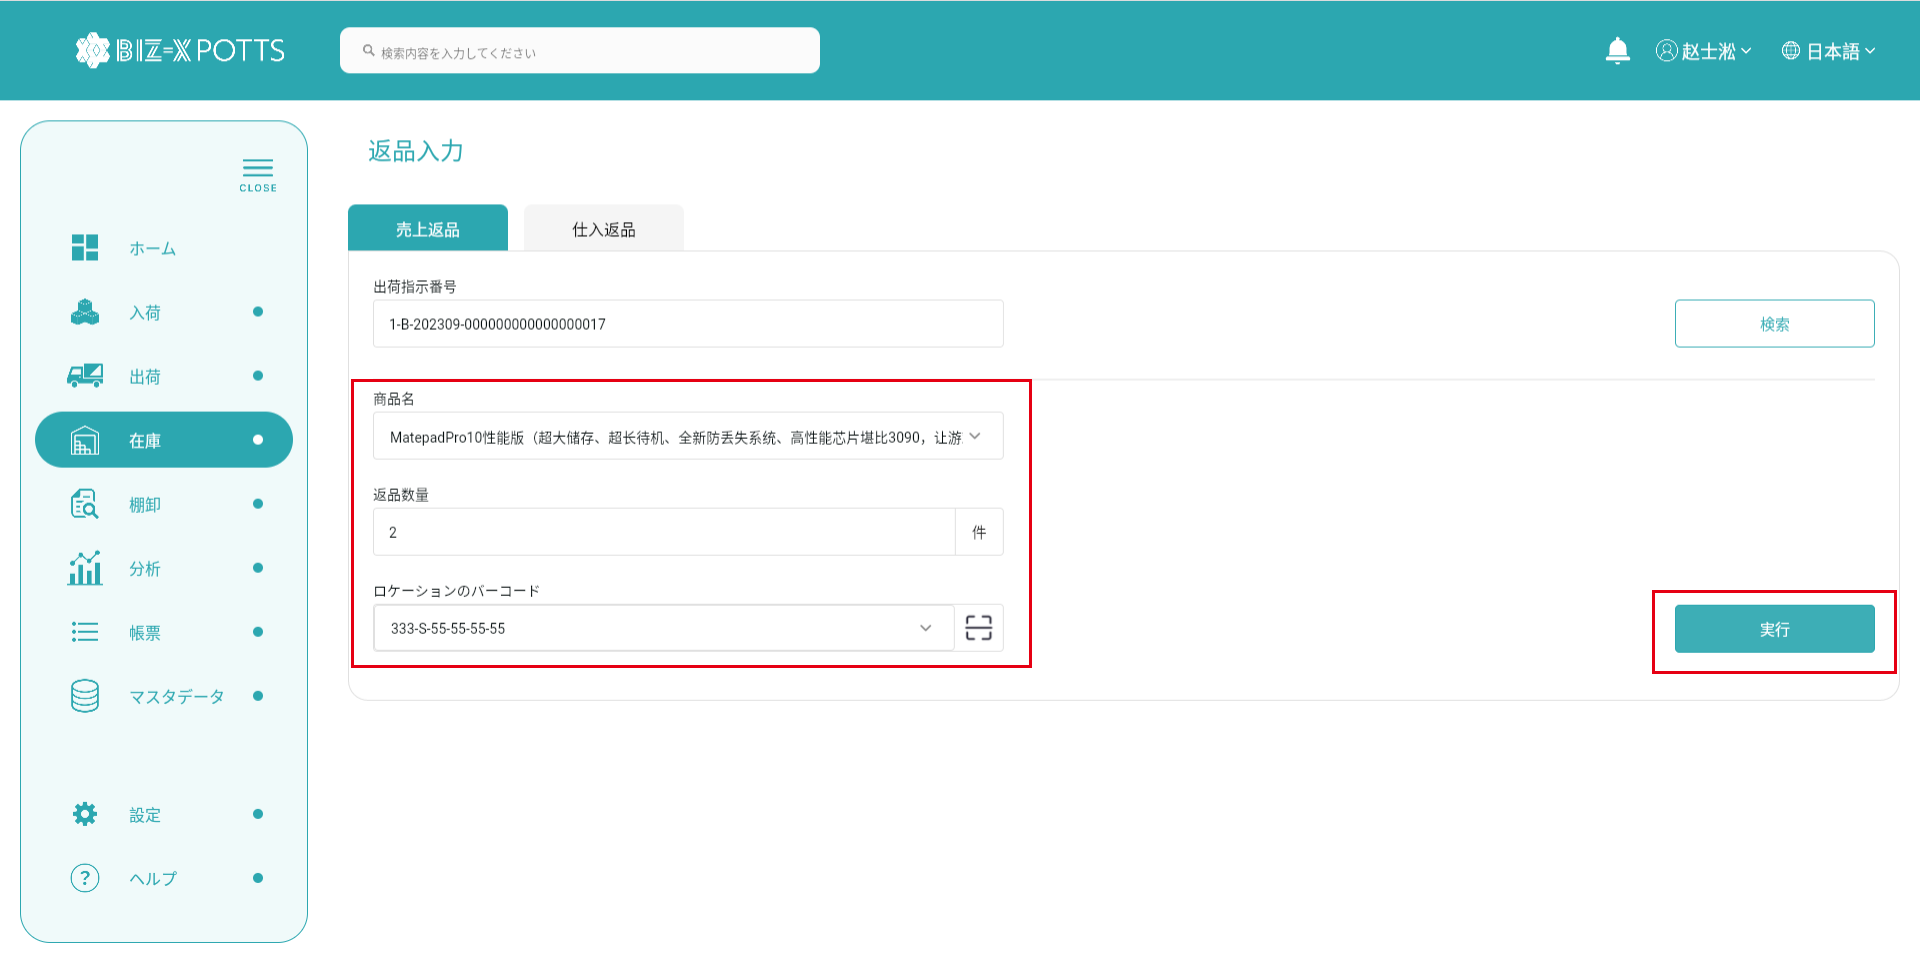 BIZ=X POTTS
検索内容を入力してください
赵士淞
日本語
CLOSE
ホーム
入荷
出荷
在庫
棚卸
分析
帳票
マスタデータ
設定
ヘルプ
返品入力
売上返品
仕入返品
出荷指示番号
1-B-202309-000000000000000017
検索
商品名
MatepadPro10性能版（超大储存、超长待机、全新防丢失系统、高性能芯片堪比3090，让游
返品数量
2
件
ロケーションのバーコード
333-S-55-55-55-55
実行